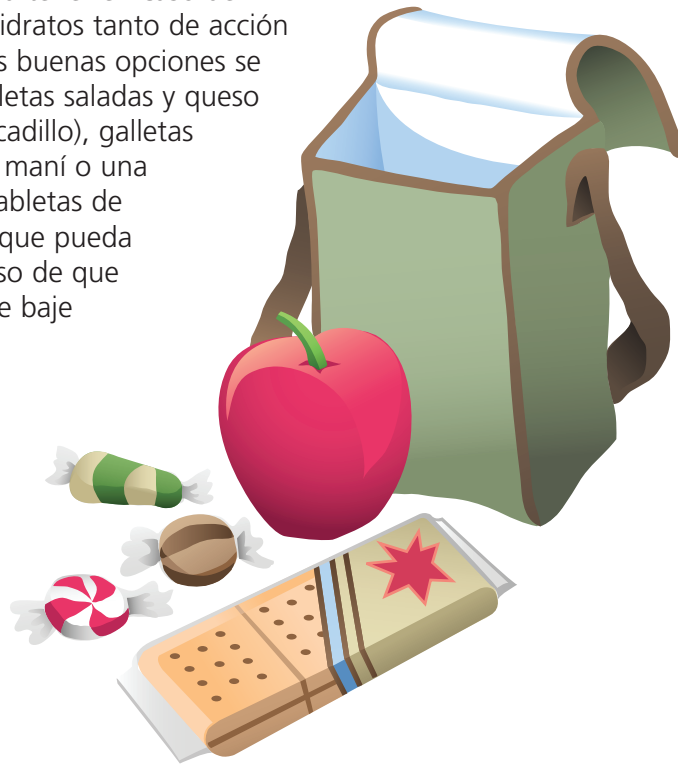 idratos tanto de acción
s buenas opciones se
letas saladas y queso
cadillo), galletas
maní o una
abletas de
que pueda
so de que
e baje